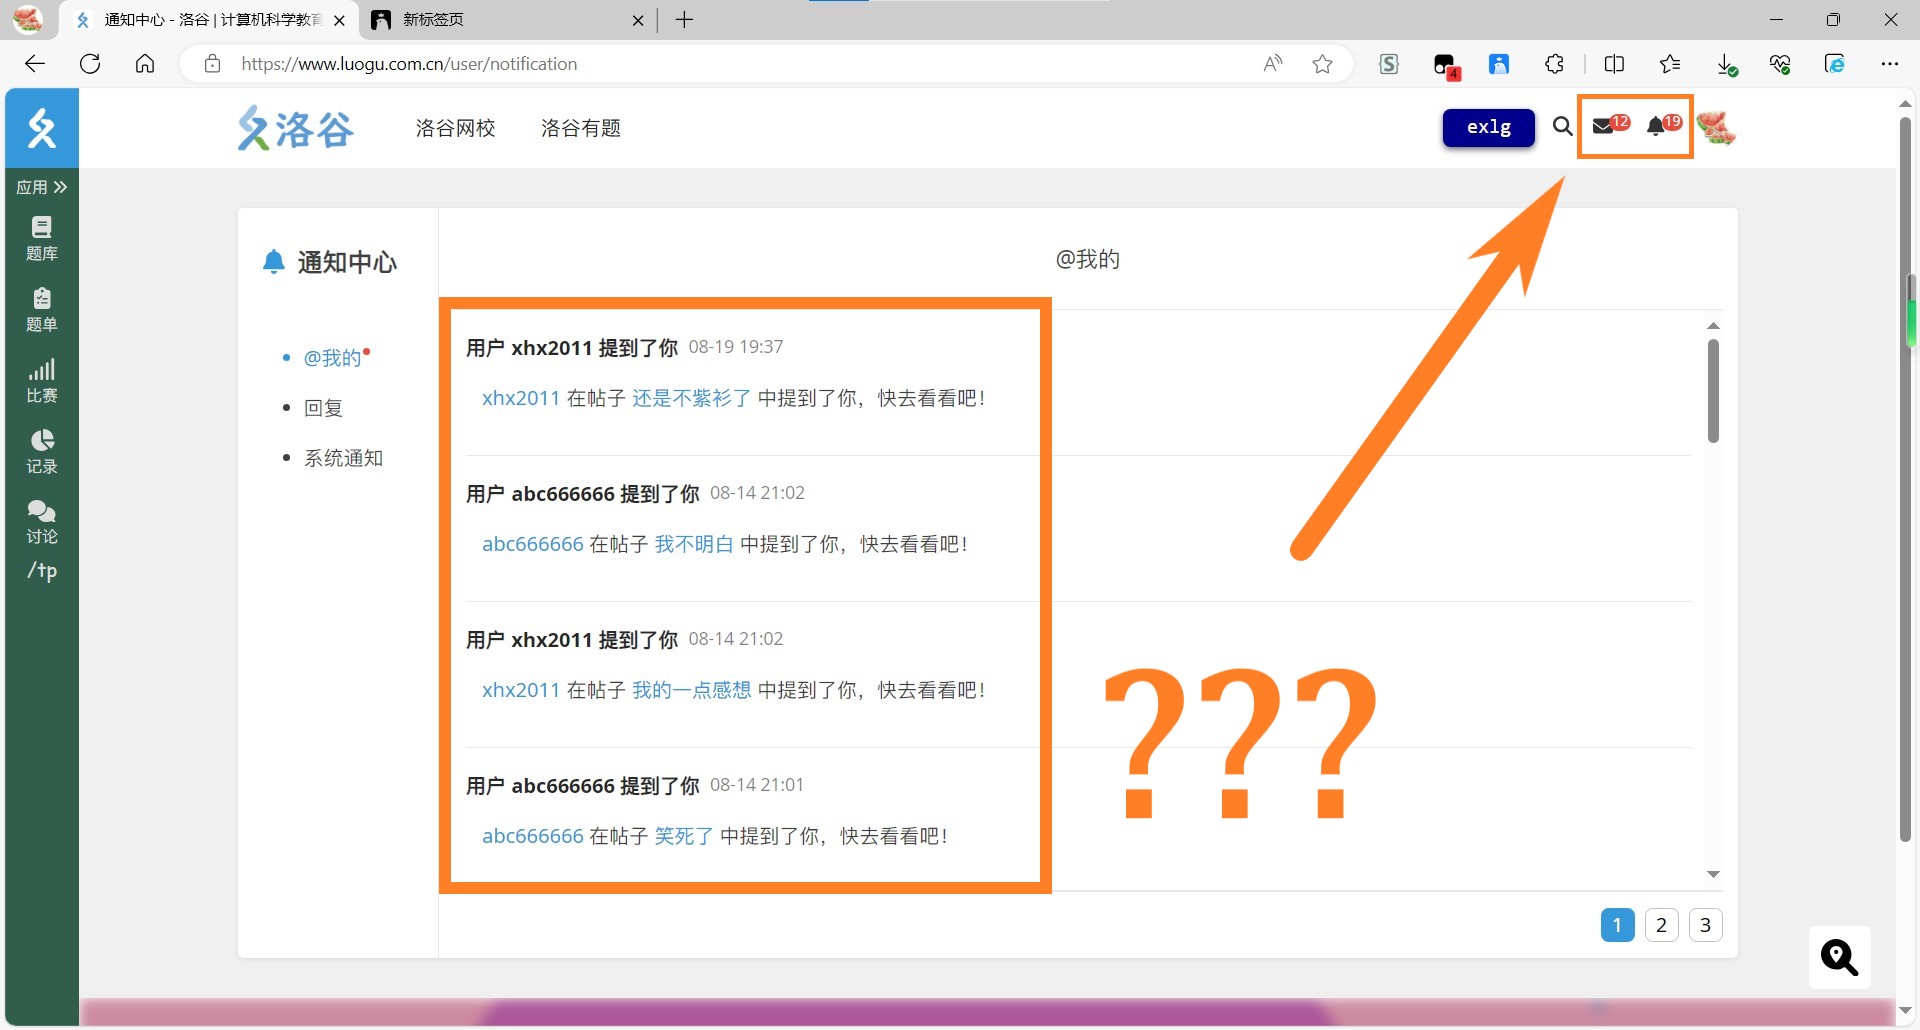 通知中心 - 洛谷 | 计算机科学教育
新标签页
https://www.luogu.com.cn/user/notification
4
洛谷
洛谷网校
洛谷有题
exlg
12
19
应用
题库
题单
比赛
记录
讨论
/tp
通知中心
@我的
回复
系统通知
@我的
用户 xhx2011 提到了你 08-19 19:37
xhx2011 在帖子 还是不紫衫了 中提到了你，快去看看吧！
用户 abc666666 提到了你 08-14 21:02
abc666666 在帖子 我不明白 中提到了你，快去看看吧！
用户 xhx2011 提到了你 08-14 21:02
xhx2011 在帖子 我的一点感想 中提到了你，快去看看吧！
用户 abc666666 提到了你 08-14 21:01
abc666666 在帖子 笑死了 中提到了你，快去看看吧！
???
1 2 3